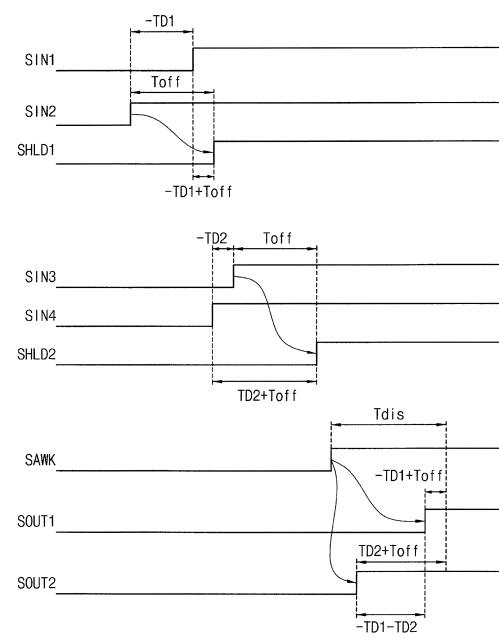 -TD1
SIN1
Toff
SIN2
SHLD1
-TD1+Toff
-TD2 Toff
SIN3
SIN4
SHLD2
TD2+Toff
Tdis
SAWK
-TD1+Toff
SOUT1
TD2+Toff
SOUT2
-TD1-TD2